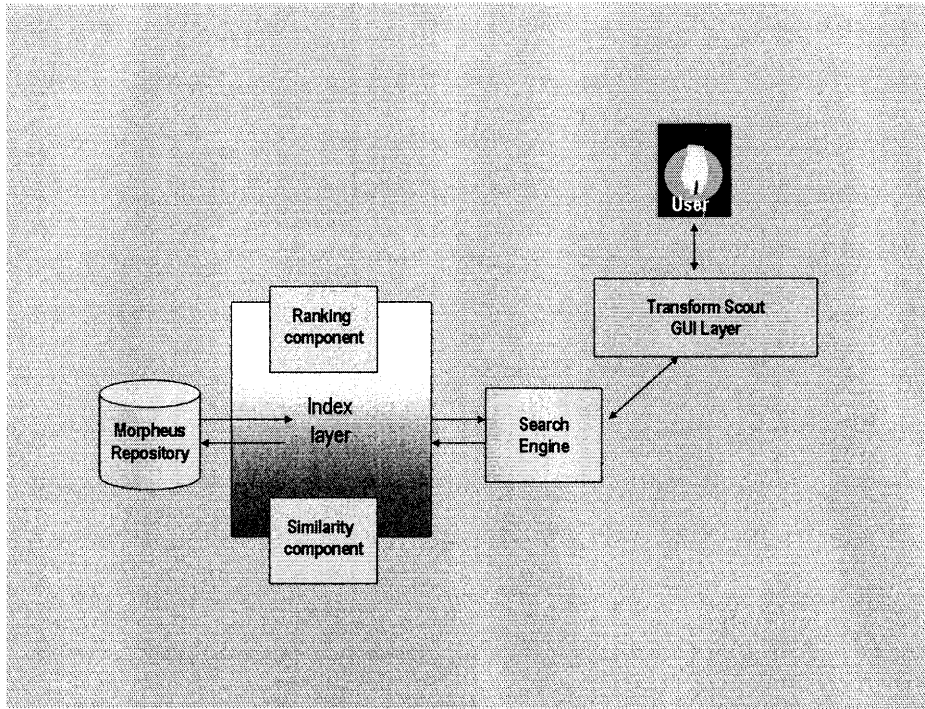 User
Transform Scout
GUI Layer
Ranking
component
Index
layer
Search
Engine
Morpheus
Repository
Similarity
component